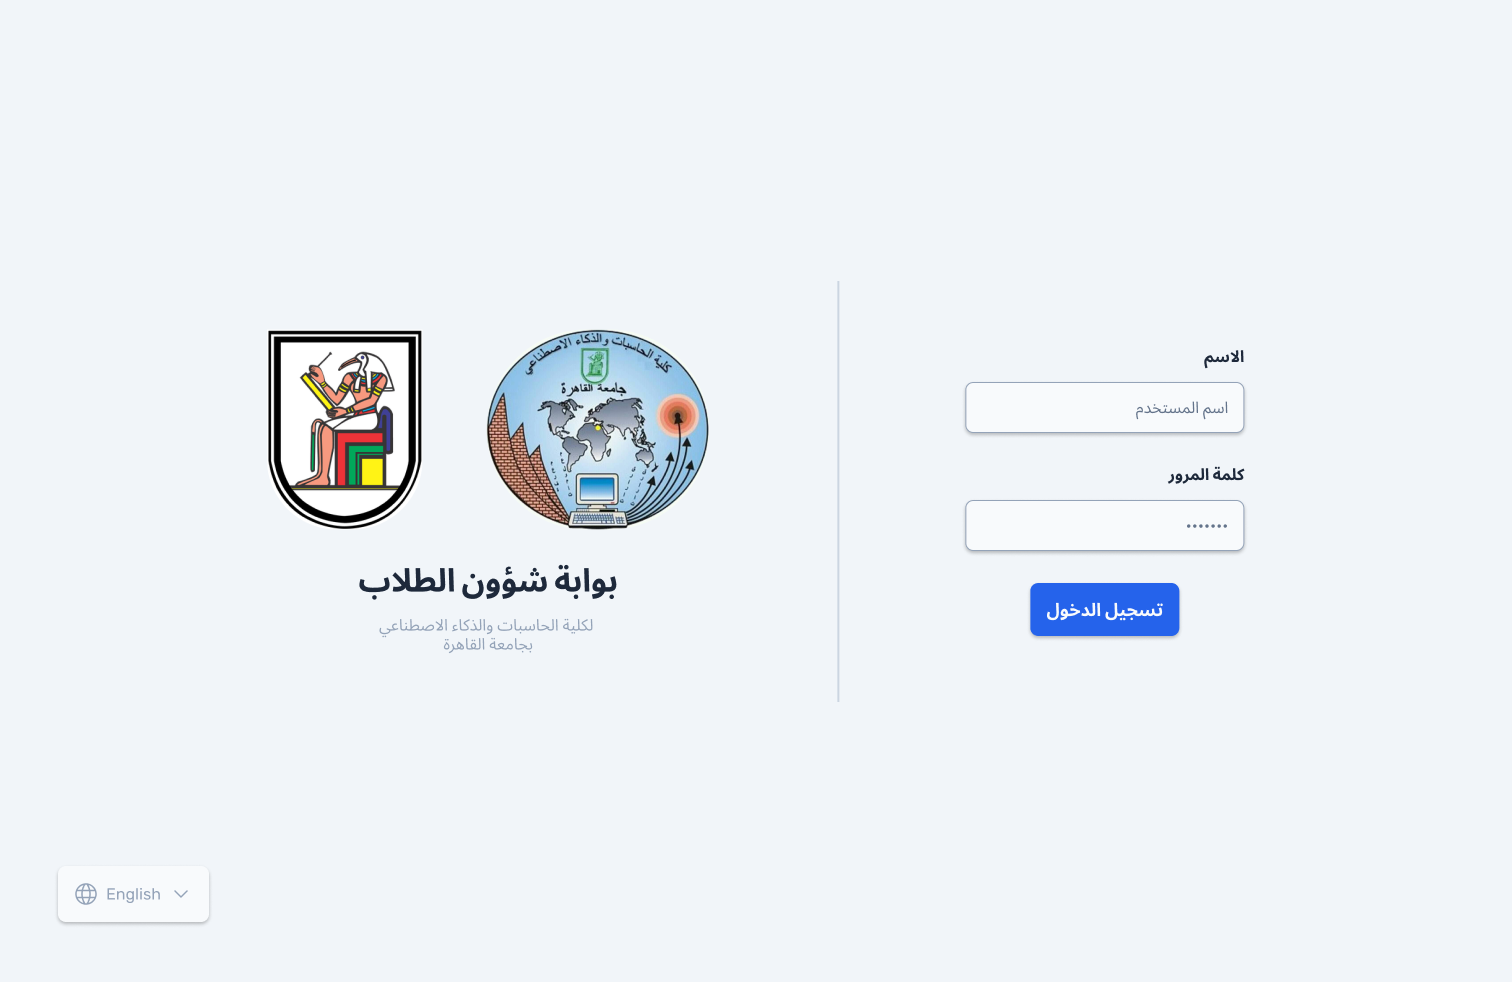 الاسم
اسم المستخدم
كلمة المرور
•••••••
تسجيل الدخول
كلية الحاسبات والذكاء الاصطناعي
جامعة القاهرة
بوابة شؤون الطلاب
لكلية الحاسبات والذكاء الاصطناعي
بجامعة القاهرة
English